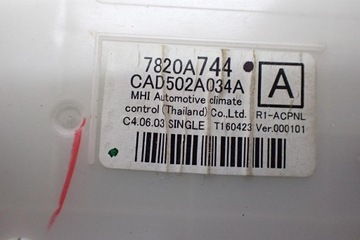 7820A744
CAD502A034A
A
MHI Automotive climate
control (Thailand) Co.,Ltd. R1-ACPNL
C4.06.03 SINGLE T160423 Ver.000101